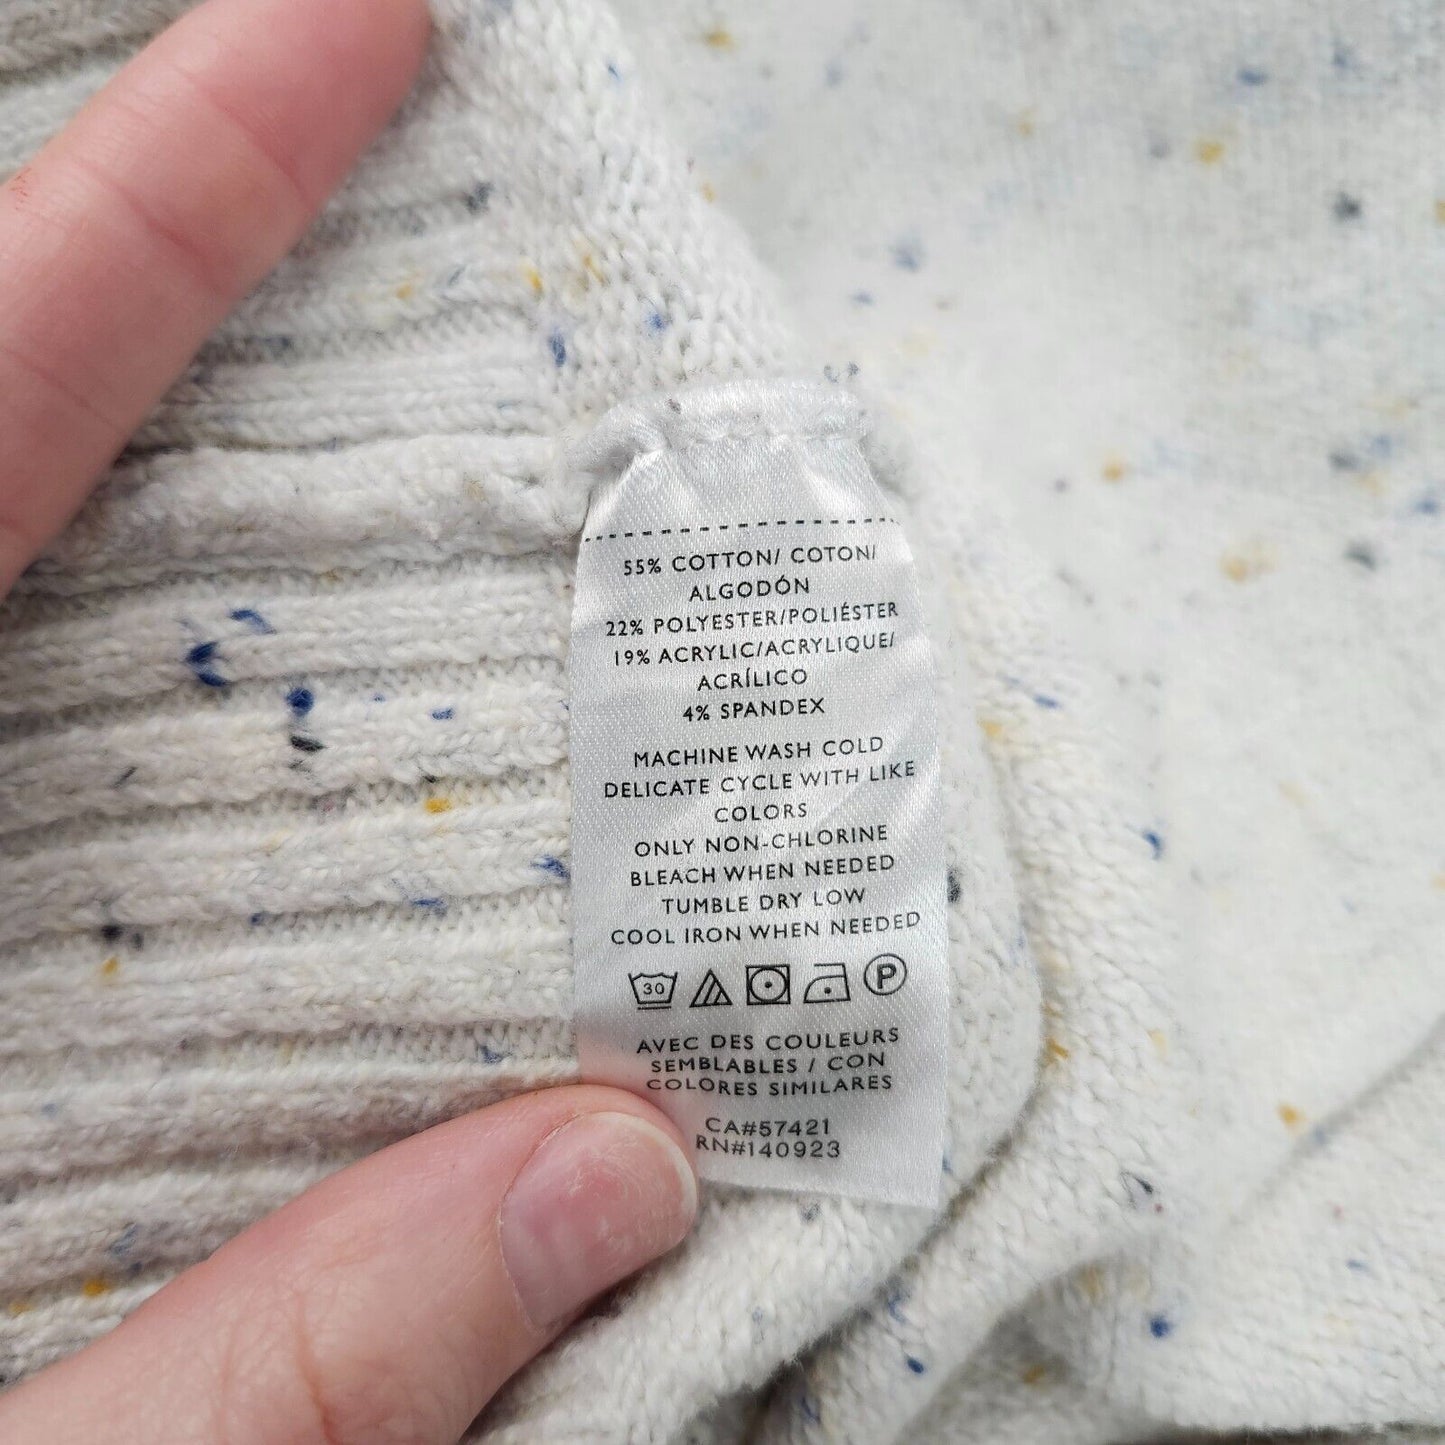 55% COTTON/ COTON/
ALGODÓN
22% POLYESTER/POLIÉSTER
19% ACRYLIC/ACRYLIQUE/
ACRÍLICO
4% SPANDEX
MACHINE WASH COLD
DELICATE CYCLE WITH LIKE
COLORS
ONLY NON-CHLORINE
BLEACH WHEN NEEDED
TUMBLE DRY LOW
COOL IRON WHEN NEEDED
30 P
AVEC DES COULEURS
SEMBLABLES / CON
COLORES SIMILARES
CA#57421
RN#140923